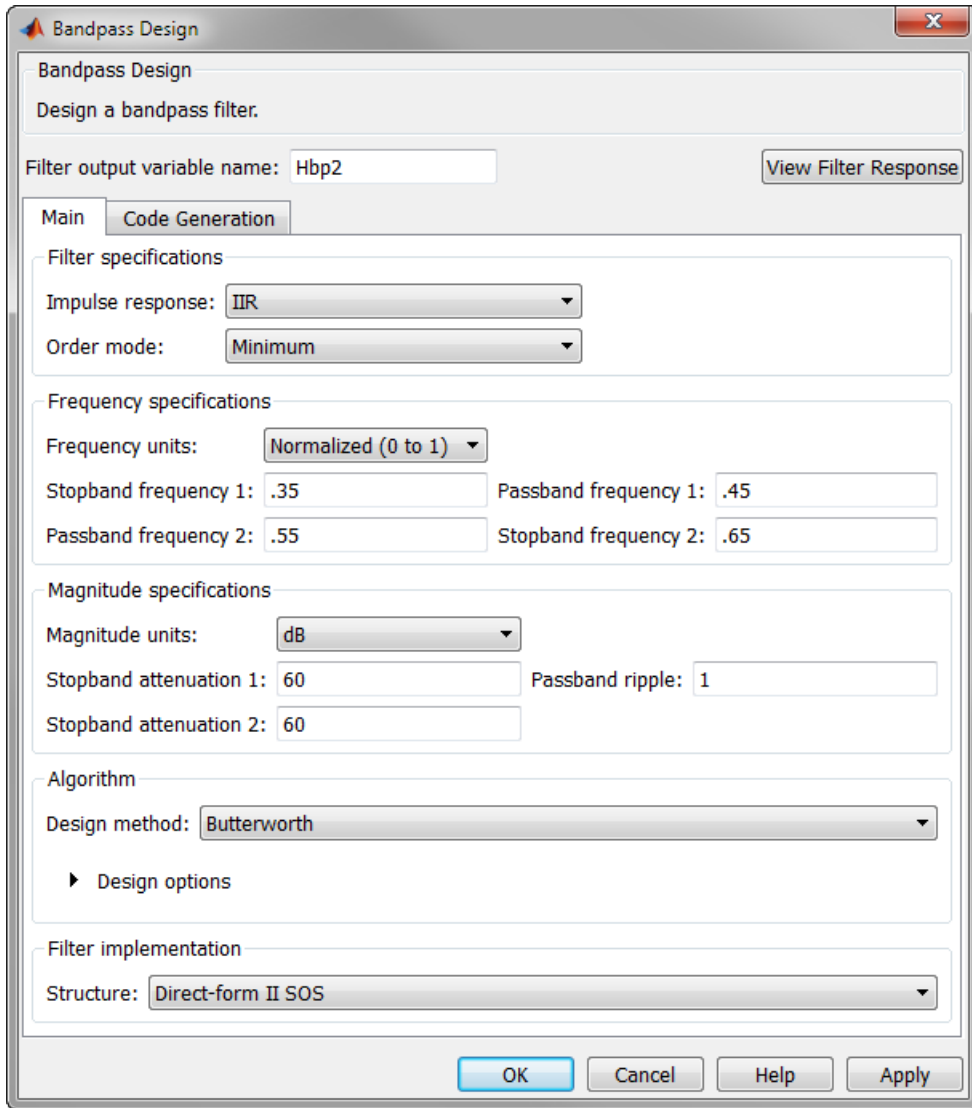 Bandpass Design
Bandpass Design
Design a bandpass filter.
Filter output variable name: Hbp2 View Filter Response
Main Code Generation
Filter specifications
Impulse response: IIR
Order mode: Minimum
Frequency specifications
Frequency units: Normalized (0 to 1)
Stopband frequency 1: .35 Passband frequency 1: .45
Passband frequency 2: .55 Stopband frequency 2: .65
Magnitude specifications
Magnitude units: dB
Stopband attenuation 1: 60 Passband ripple: 1
Stopband attenuation 2: 60
Algorithm
Design method: Butterworth
Design options
Filter implementation
Structure: Direct-form II SOS
OK Cancel Help Apply